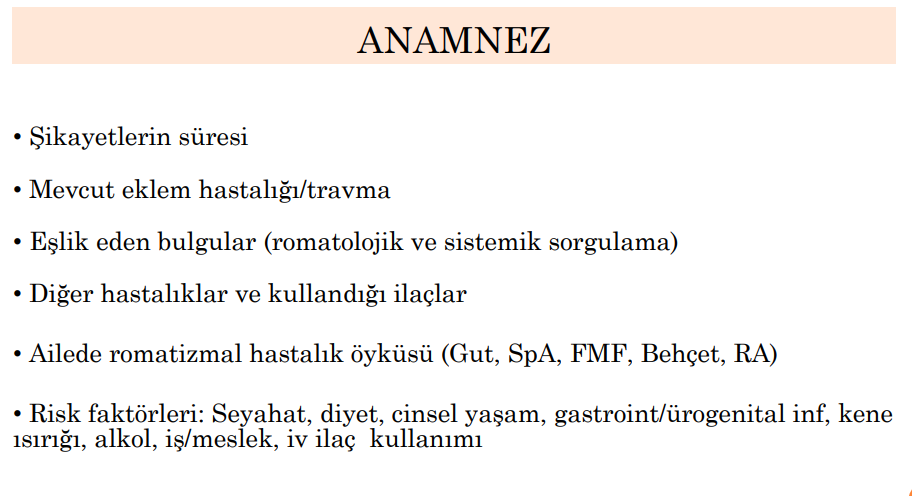 ANAMNEZ
• Şikayetlerin süresi
• Mevcut eklem hastalığı/travma
• Eşlik eden bulgular (romatolojik ve sistemik sorgulama)
• Diğer hastalıklar ve kullandığı ilaçlar
• Ailede romatizmal hastalık öyküsü (Gut, SpA, FMF, Behçet, RA)
• Risk faktörleri: Seyahat, diyet, cinsel yaşam, gastroint/ürogenital inf, kene
ısırığı, alkol, iş/meslek, iv ilaç  kullanımı